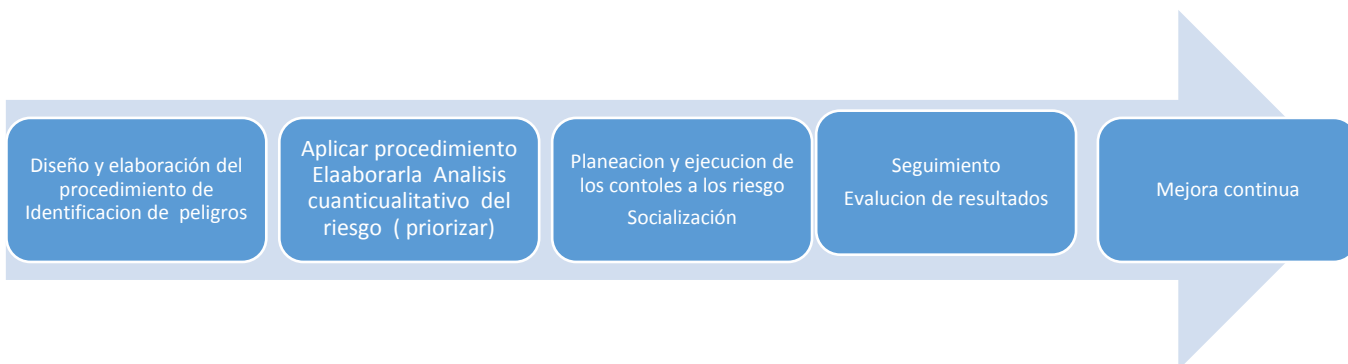 Diseño y elaboración del
procedimiento de
Identificacion de peligros
Aplicar procedimiento
Elaaborarla Analisis
cuanticualitativo del
riesgo ( priorizar)
Planeacion y ejecucion de
los contoles a los riesgo
Socialización
Seguimiento
Evalucion de resultados
Mejora continua